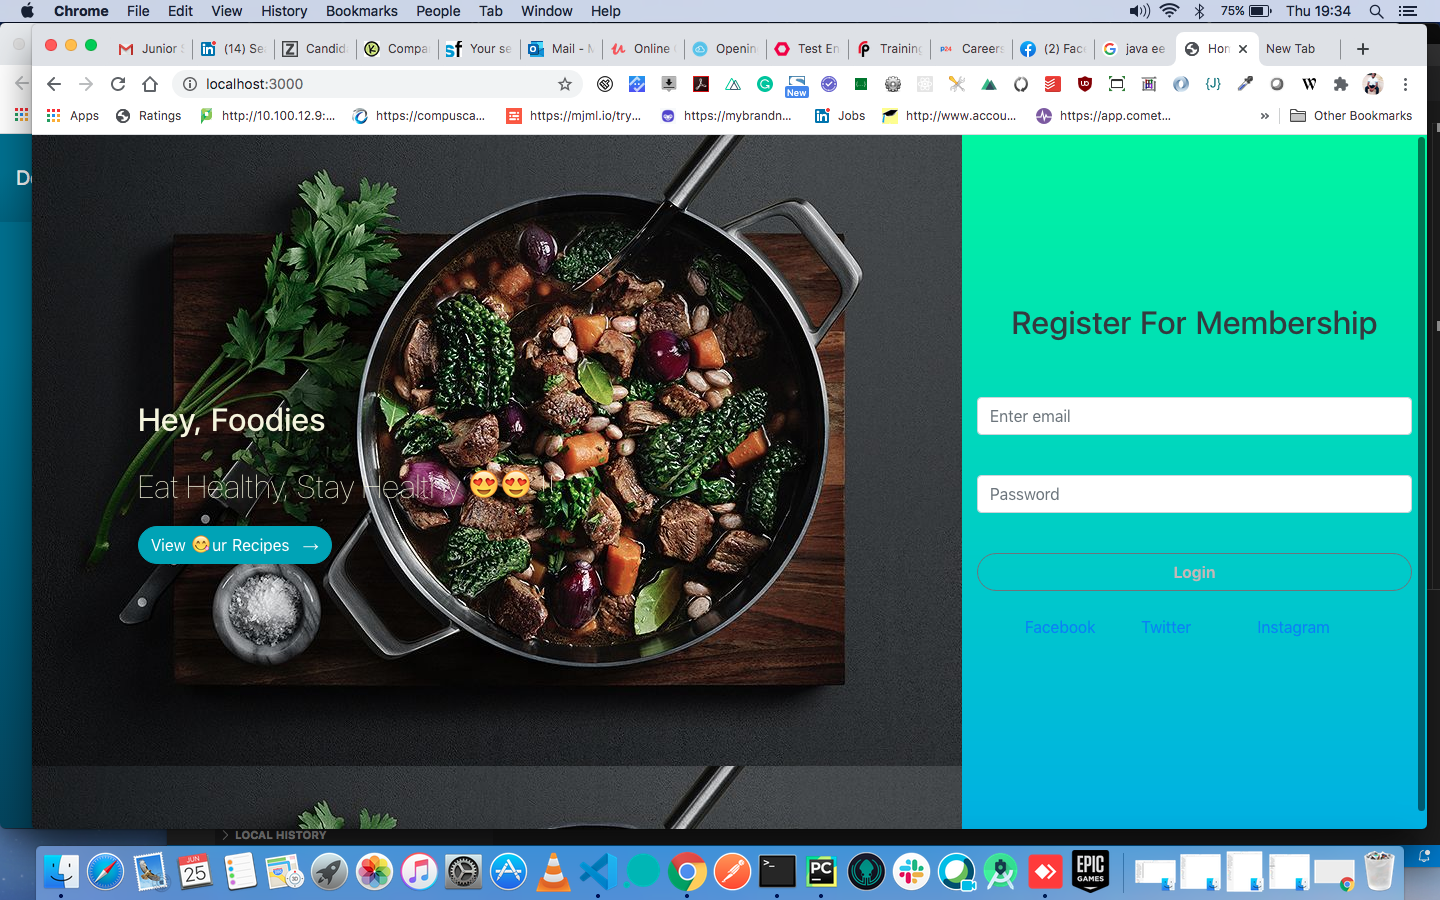 Chrome File Edit View History Bookmarks People Tab Window Help 75% Thu 19:34
Junior (14) Se Candid Compa Your se Mail - Online Openin Test En Training Careers (2) Fac java ee Hon New Tab
localhost:3000 New
Apps Ratings http://10.100.12.9:... https://compusca... https://mjml.io/try... https://mybrandn... Jobs http://www.accou... https://app.comet... » Other Bookmarks
Register For Membership
Enter email
Hey, Foodies
Eat Healthy, Stay Healthy 😍😍 !!
Password
View 😋ur Recipes →
Login
Facebook Twitter Instagram
LOCAL HISTORY
JUN
25
EPIC
GAMES